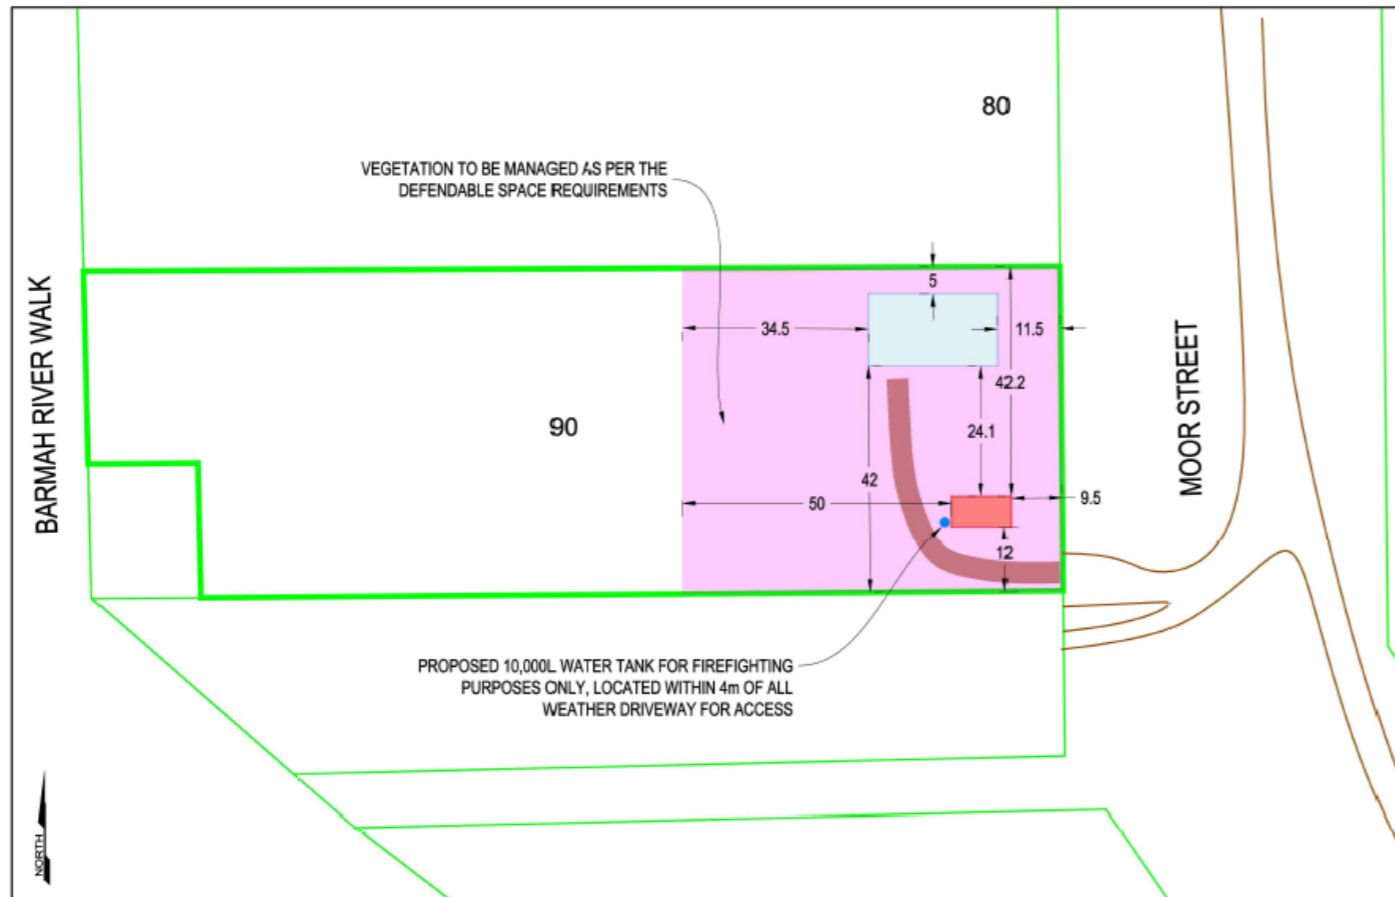 80
VEGETATION TO BE MANAGED AS PER THE
DEFENDABLE SPACE REQUIREMENTS
BARMAH RIVER WALK
MOOR STREET
5
34.5
11.5
42.2
90
24.1
42
50
9.5
12
PROPOSED 10,000L WATER TANK FOR FIREFIGHTING
PURPOSES ONLY, LOCATED WITHIN 4m OF ALL
WEATHER DRIVEWAY FOR ACCESS
NORTH